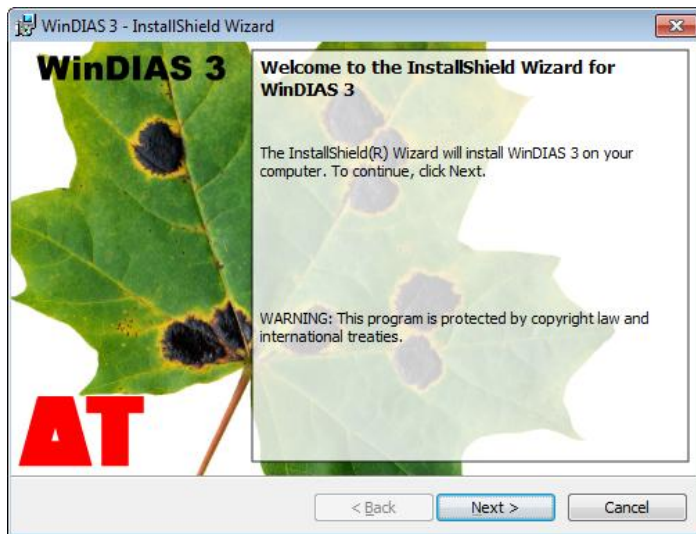 WinDIAS 3 - InstallShield Wizard
WinDIAS 3
Welcome to the InstallShield Wizard for
WinDIAS 3
The InstallShield(R) Wizard will install WinDIAS 3 on your
computer. To continue, click Next.
WARNING: This program is protected by copyright law and
international treaties.
ΔT
< Back
Next >
Cancel